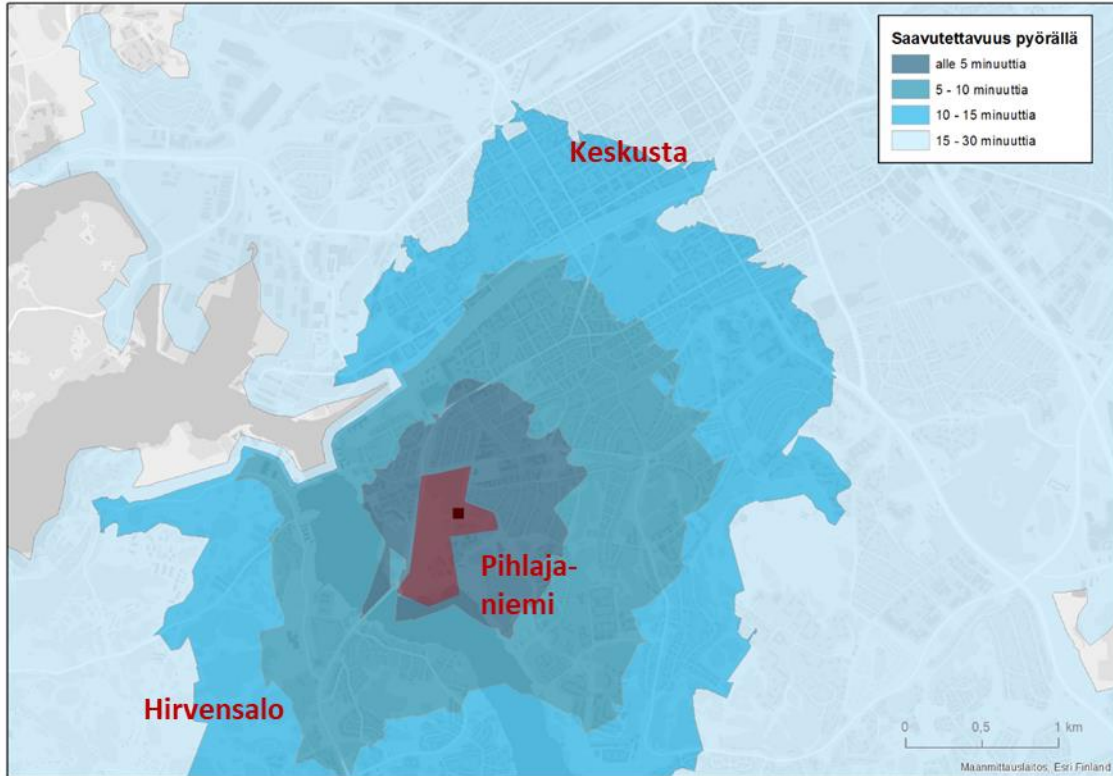 Saavutettavuus pyörällä
alle 5 minuuttia
5 - 10 minuuttia
10 - 15 minuuttia
15 - 30 minuuttia
Keskusta
Pihlaja-
niemi
Hirvensalo
0 0,5 1 km
Maanmittauslaitos, Esri Finland